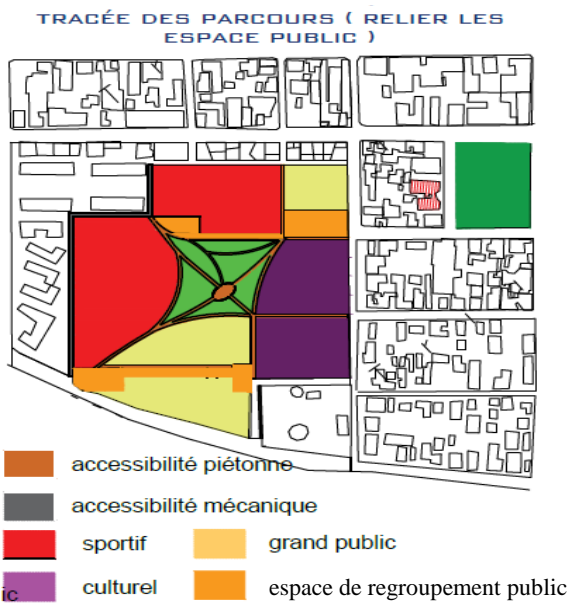 TRACÉE DES PARCOURS ( RELIER LES
ESPACE PUBLIC )
accessibilité piétonne
accessibilité mécanique
sportif grand public
ic culturel espace de regroupement public